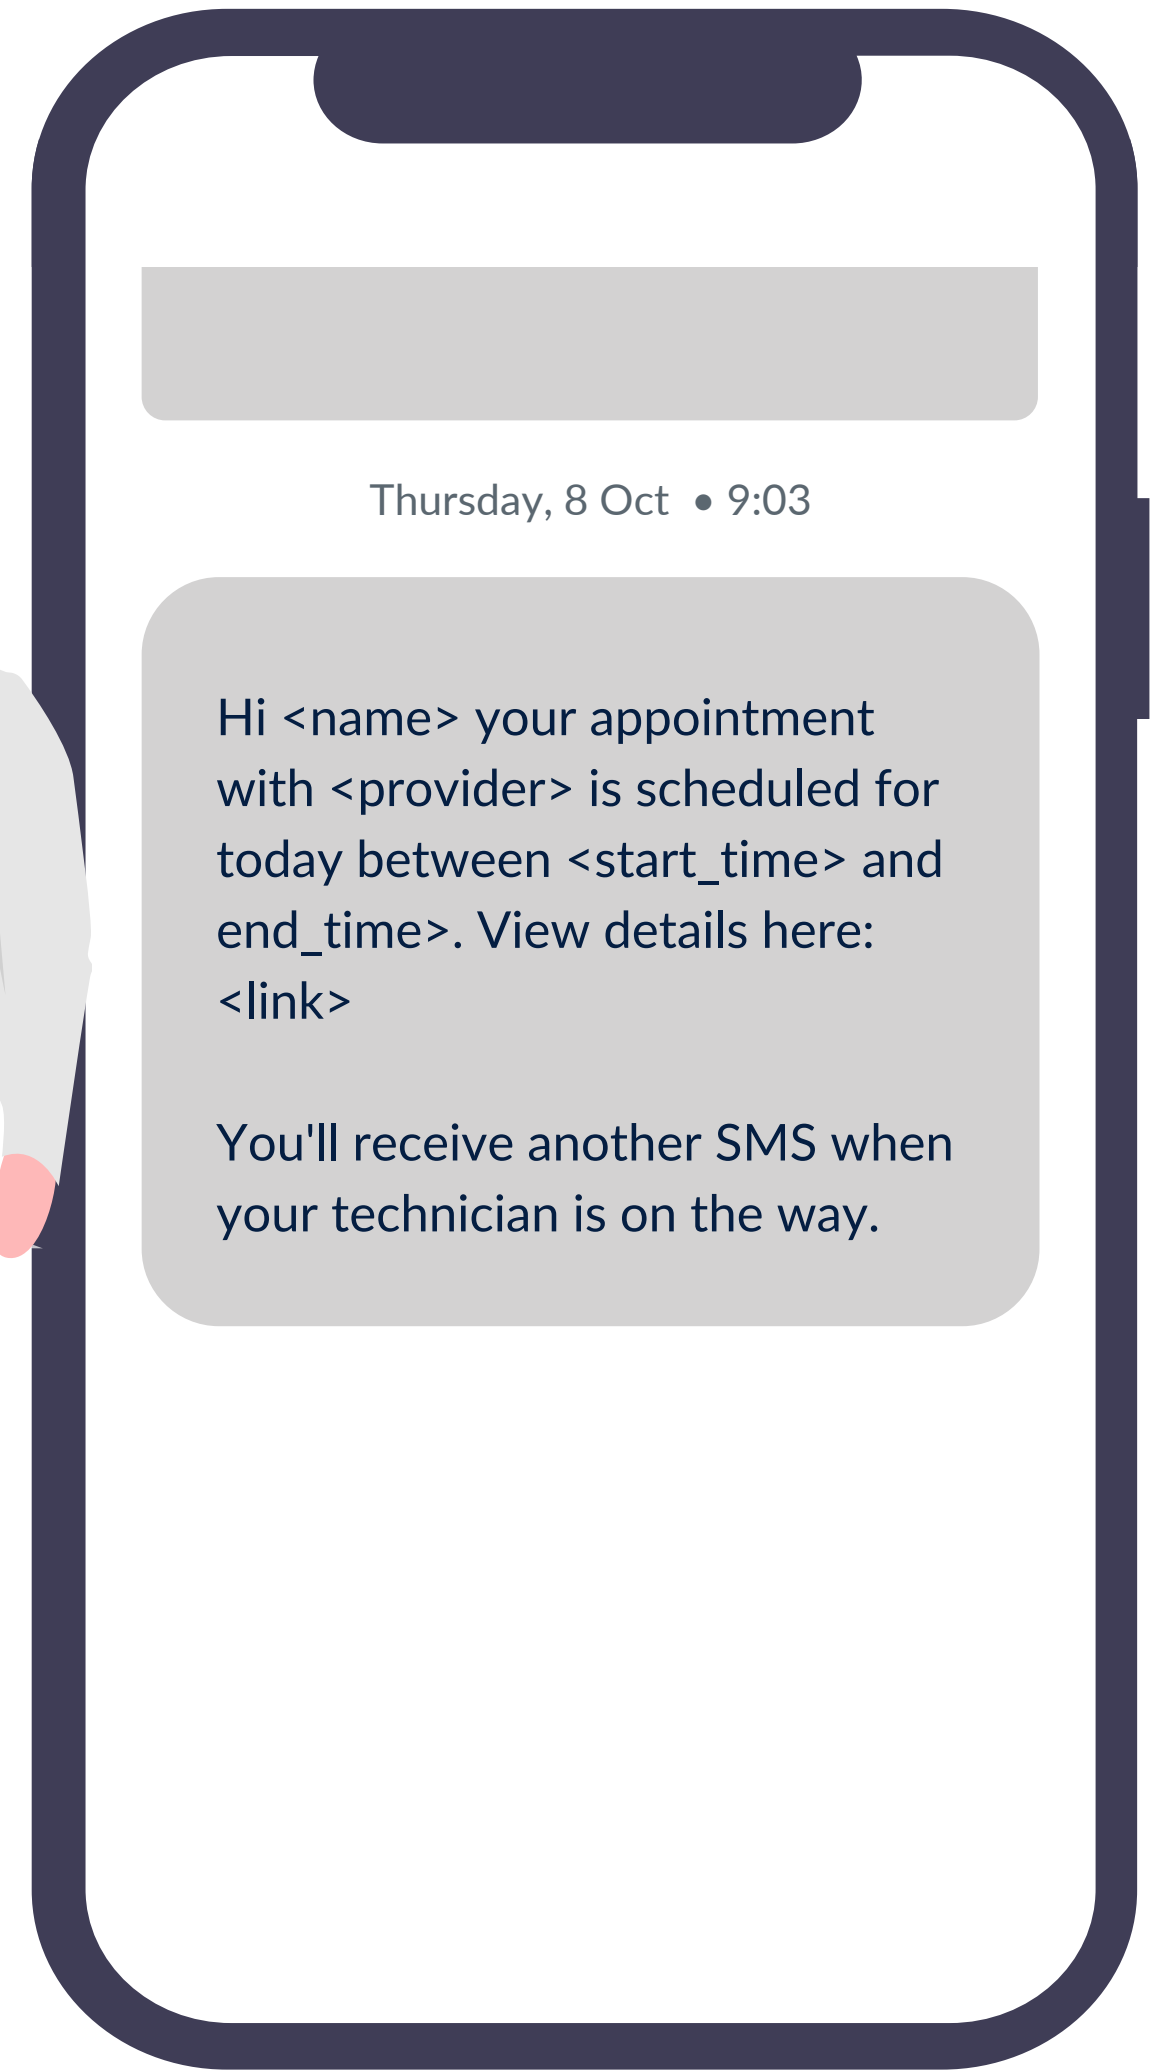 Thursday, 8 Oct • 9:03
Hi <name> your appointment
with <provider> is scheduled for
today between <start_time> and
end_time>. View details here:
<link>
You'll receive another SMS when
your technician is on the way.